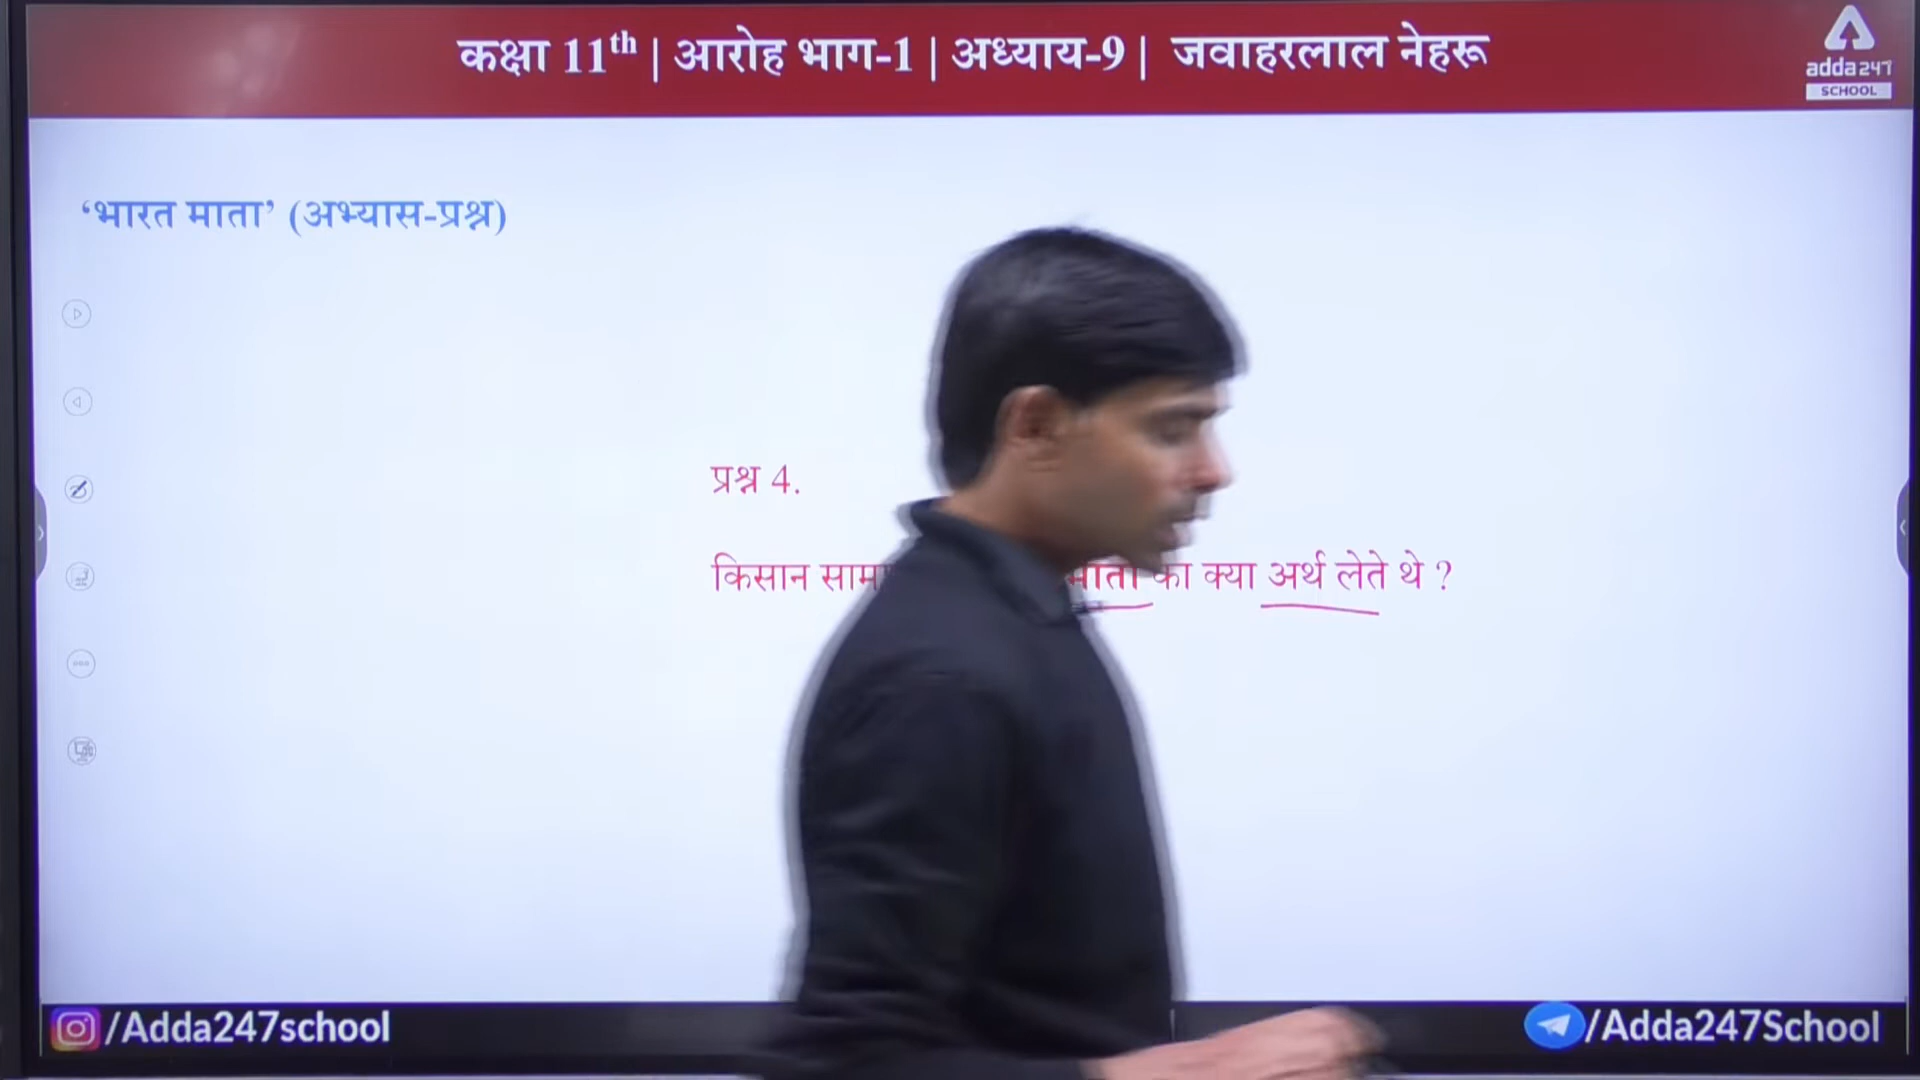 कक्षा 11th | आरोह भाग-1 | अध्याय-9 | जवाहरलाल नेहरू
adda247
SCHOOL
‘भारत माता’ (अभ्यास-प्रश्न)
प्रश्न 4.
किसान का क्या अर्थ लेते थे ?
/Adda247school
/Adda247School